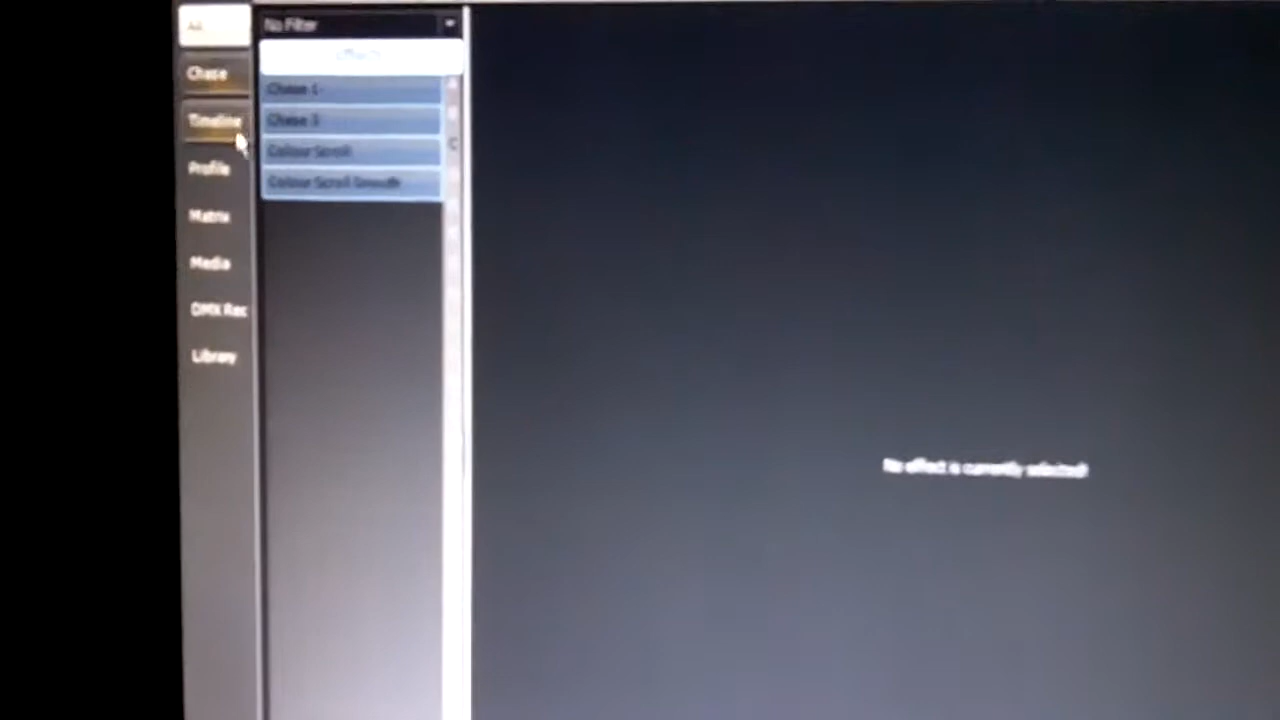 All
Chase
Timeline
Profile
Matrix
Media
DMX Rec
Library
No Filter
Effects
Chase 1
Chase 3
Colour Scroll
Colour Scroll Smooth
No effect is currently selected!